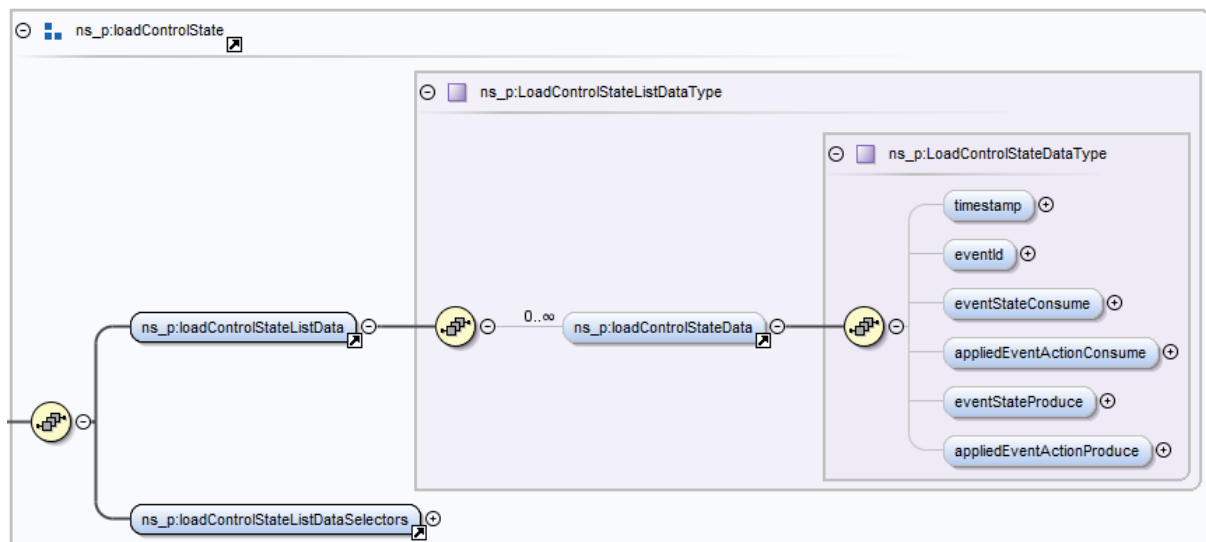 ns_p:loadControlState
ns_p:LoadControlStateListDataType
ns_p:LoadControlStateDataType
timestamp
eventId
eventStateConsume
ns_p:loadControlStateListData
0..∞
ns_p:loadControlStateData
appliedEventActionConsume
eventStateProduce
appliedEventActionProduce
ns_p:loadControlStateListDataSelectors